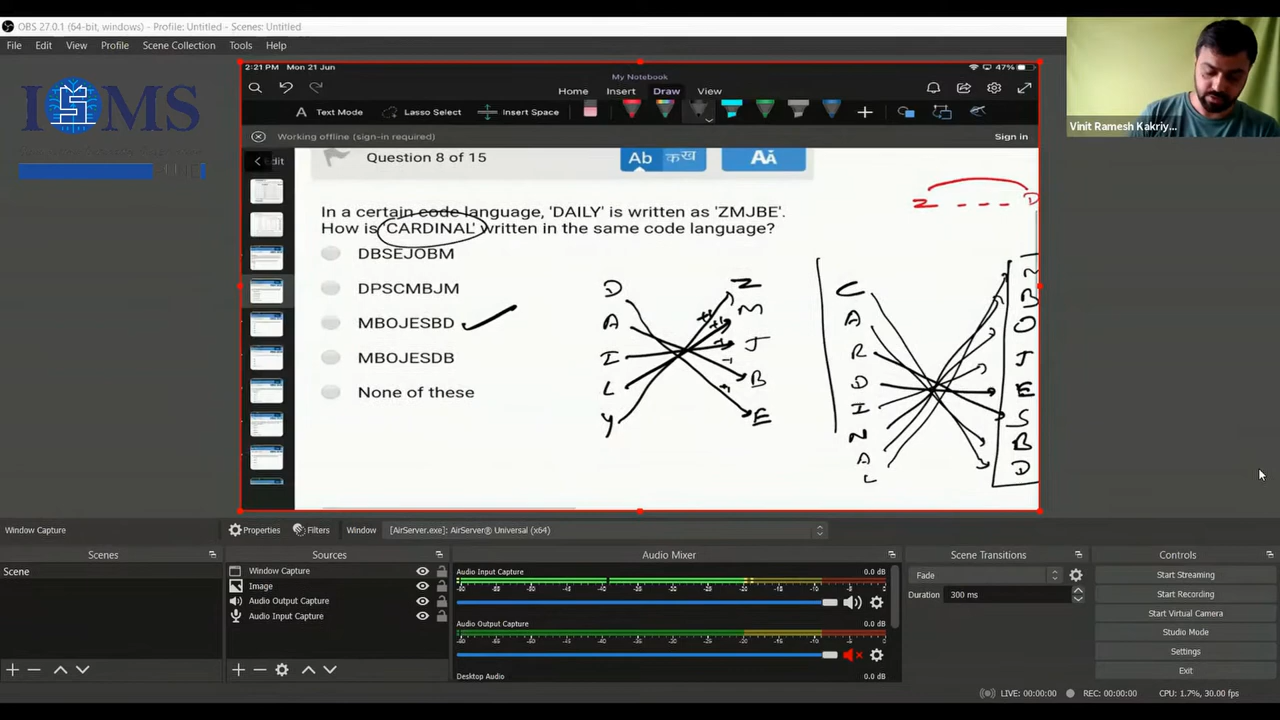 OBS 27.0.1 (64-bit, windows) - Profile: Untitled - Scenes: Untitled
File Edit View Profile Scene Collection Tools Help
2:21 PM Mon 21 Jun
47%
My Notebook
Home Insert Draw View
Text Mode Lasso Select Insert Space
Working offline (sign-in required)
Sign in
MS
Vinit Ramesh Kakriy...
dit
Question 8 of 15
Ab कख
In a certain code language, 'DAILY' is written as 'ZMJBE'.
How is 'CARDINAL' written in the same code language?
DBSEJOBM
DPSCMBJM
MBOJESBD
MBOJESDB
None of these
Z - - - D
D Z
A M
I J
L B
Y E
C
A B
R O
D J
I E
N S
A B
L D
Window Capture
Properties Filters Window [AirServer.exe]: AirServer® Universal (x64)
Scenes Sources Audio Mixer Scene Transitions Controls
Scene
Window Capture
Image
Audio Output Capture
Audio Input Capture
Audio Input Capture 0.0 dB
Audio Output Capture 0.0 dB
Desktop Audio 0.0 dB
Fade
Duration 300 ms
Start Streaming
Start Recording
Start Virtual Camera
Studio Mode
Settings
Exit
LIVE: 00:00:00 REC: 00:00:00 CPU: 1.7%, 30.00 fps